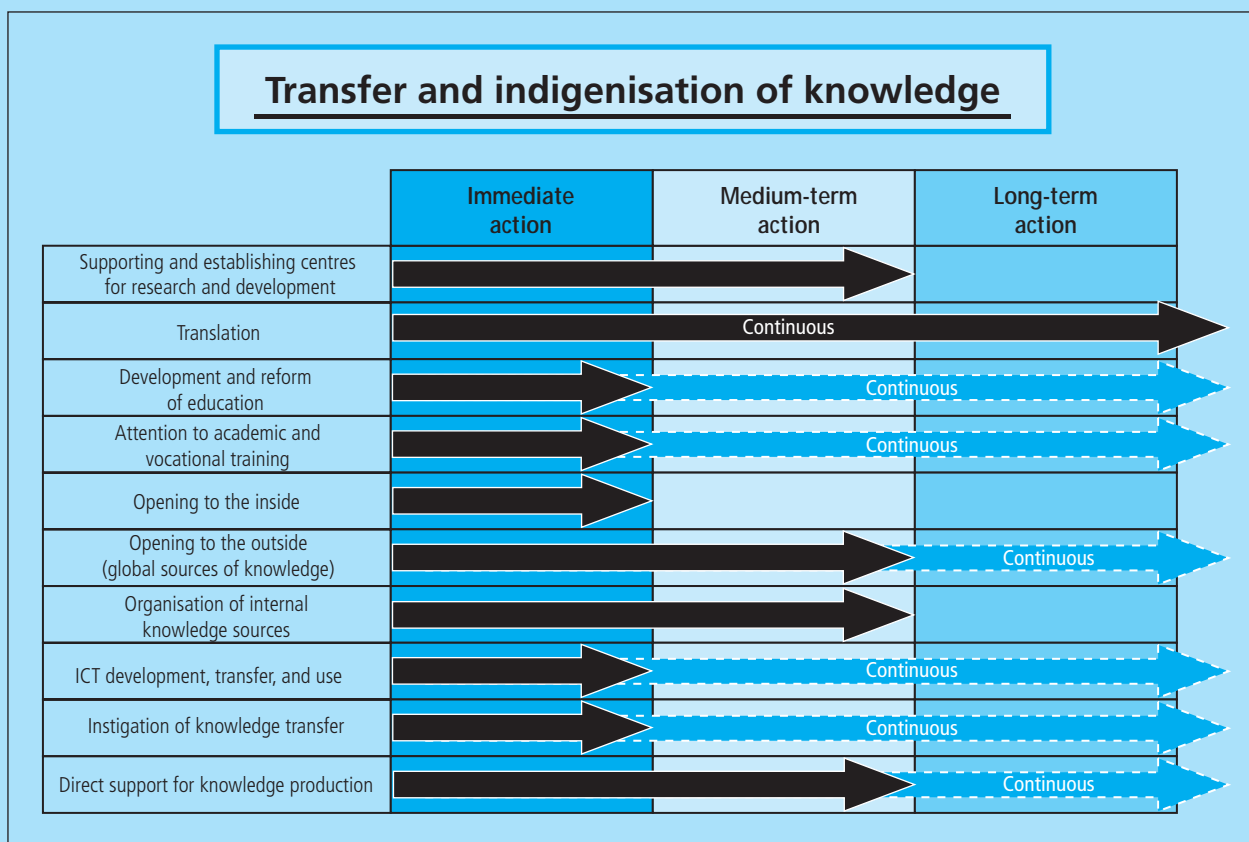 Transfer and indigenisation of knowledge
Immediate
action
Medium-term
action
Long-term
action
Supporting and establishing centres
for research and development
Translation
Continuous
Development and reform
of education
Continuous
Attention to academic and
vocational training
Continuous
Opening to the inside
Opening to the outside
(global sources of knowledge)
Continuous
Organisation of internal
knowledge sources
ICT development, transfer, and use
Continuous
Instigation of knowledge transfer
Continuous
Direct support for knowledge production
Continuous